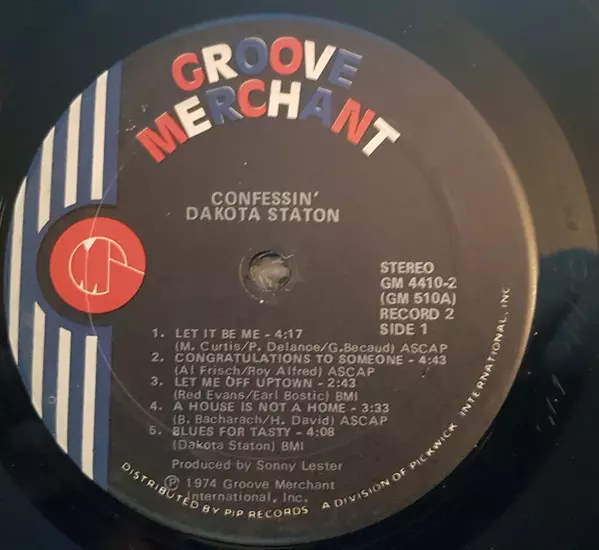 GROOVE
MERCHANT
CONFESSIN'
DAKOTA STATON
STEREO
GM 4410-2
(GM 510A)
RECORD 2
SIDE 1
1. LET IT BE ME - 4:17
(M. Curtis/P. Delanoe/G. Becaud) ASCAP
2. CONGRATULATIONS TO SOMEONE - 4:43
(Al Frisch/Roy Alfred) ASCAP
3. LET ME OFF UPTOWN - 2:43
(Red Evans/Earl Bostic) BMI
4. A HOUSE IS NOT A HOME - 3:33
(B. Bacharach/H. David) ASCAP
5. BLUES FOR TASTY - 4:08
(Dakota Staton) BMI
Produced by Sonny Lester
Ⓟ 1974 Groove Merchant
International, Inc.
DISTRIBUTED BY PIP RECORDS A DIVISION OF PICKWICK INTERNATIONAL, INC